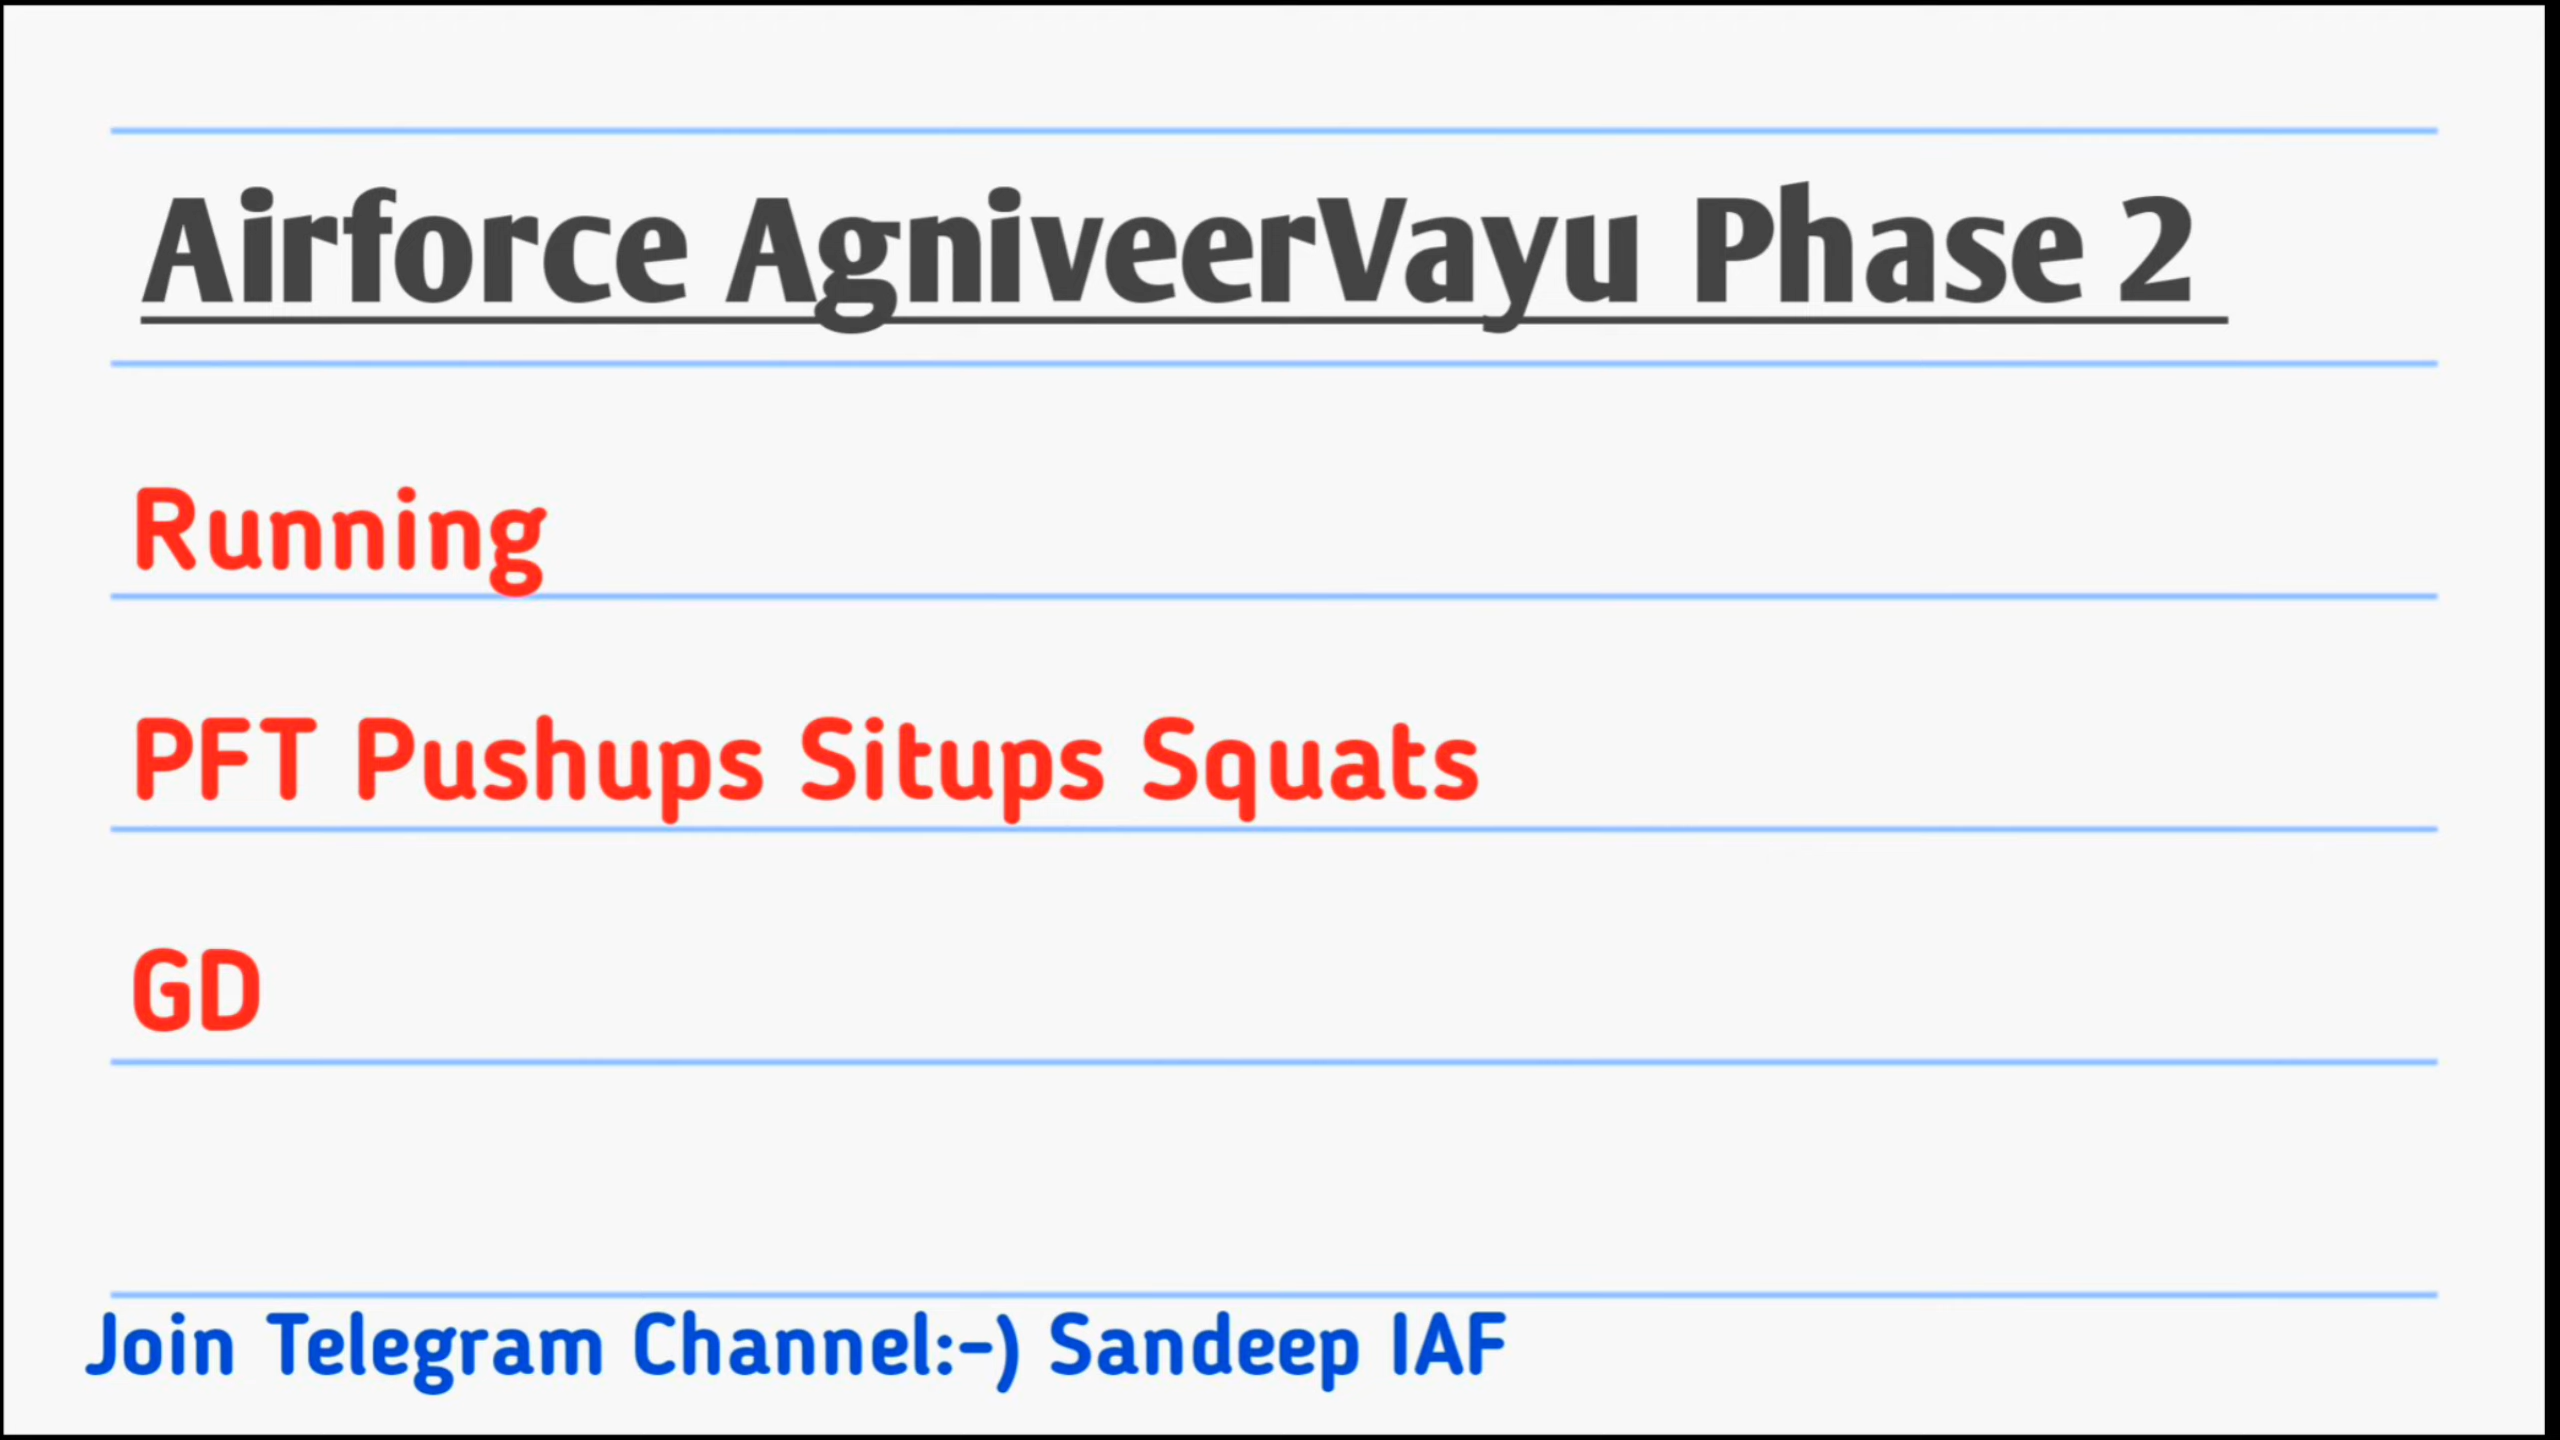 Airforce AgniveerVayu Phase 2
Running
PFT Pushups Situps Squats
GD
Join Telegram Channel:-) Sandeep IAF